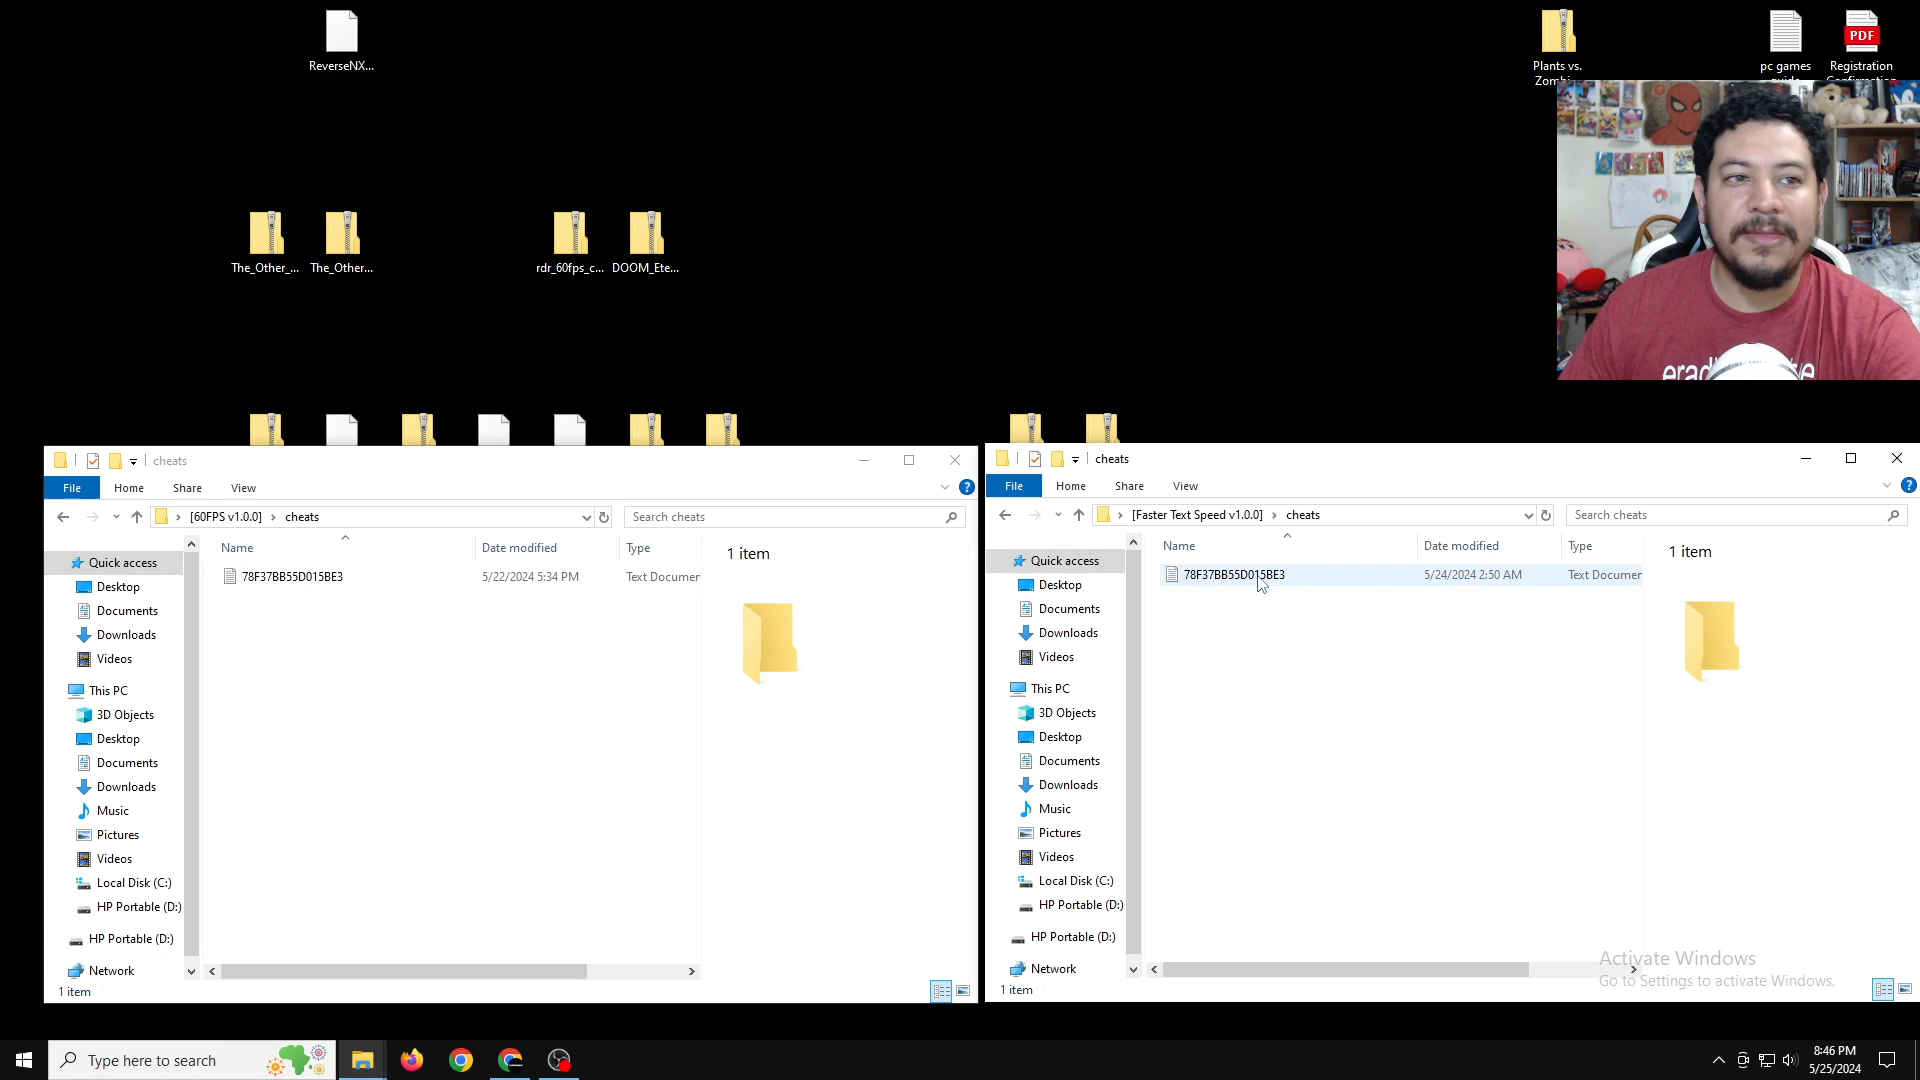 ReverseNX...
Plants vs.
Zombi...
pc games
guide
Registration
Confirmation
PDF
The_Other_...
The_Other...
rdr_60fps_c...
DOOM_Ete...
cheats
File
Home
Share
View
[60FPS v1.0.0]
cheats
Search cheats
Name
Date modified
Type
78F37BB55D015BE3
5/22/2024 5:34 PM
Text Documen
1 item
Quick access
Desktop
Documents
Downloads
Videos
This PC
3D Objects
Desktop
Documents
Downloads
Music
Pictures
Videos
Local Disk (C:)
HP Portable (D:)
HP Portable (D:)
Network
1 item
cheats
File
Home
Share
View
[Faster Text Speed v1.0.0]
cheats
Search cheats
Name
Date modified
Type
78F37BB55D015BE3
5/24/2024 2:50 AM
Text Documen
1 item
Quick access
Desktop
Documents
Downloads
Videos
This PC
3D Objects
Desktop
Documents
Downloads
Music
Pictures
Videos
Local Disk (C:)
HP Portable (D:)
HP Portable (D:)
Network
1 item
Activate Windows
Go to Settings to activate Windows.
Type here to search
8:46 PM
5/25/2024